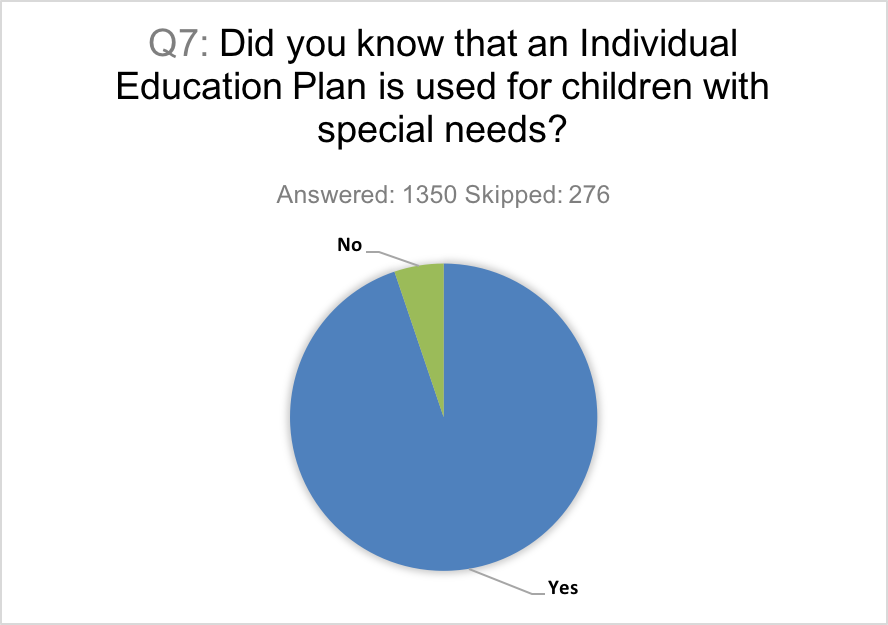 Q7: Did you know that an Individual
Education Plan is used for children with
special needs?
Answered: 1350 Skipped: 276
No
Yes